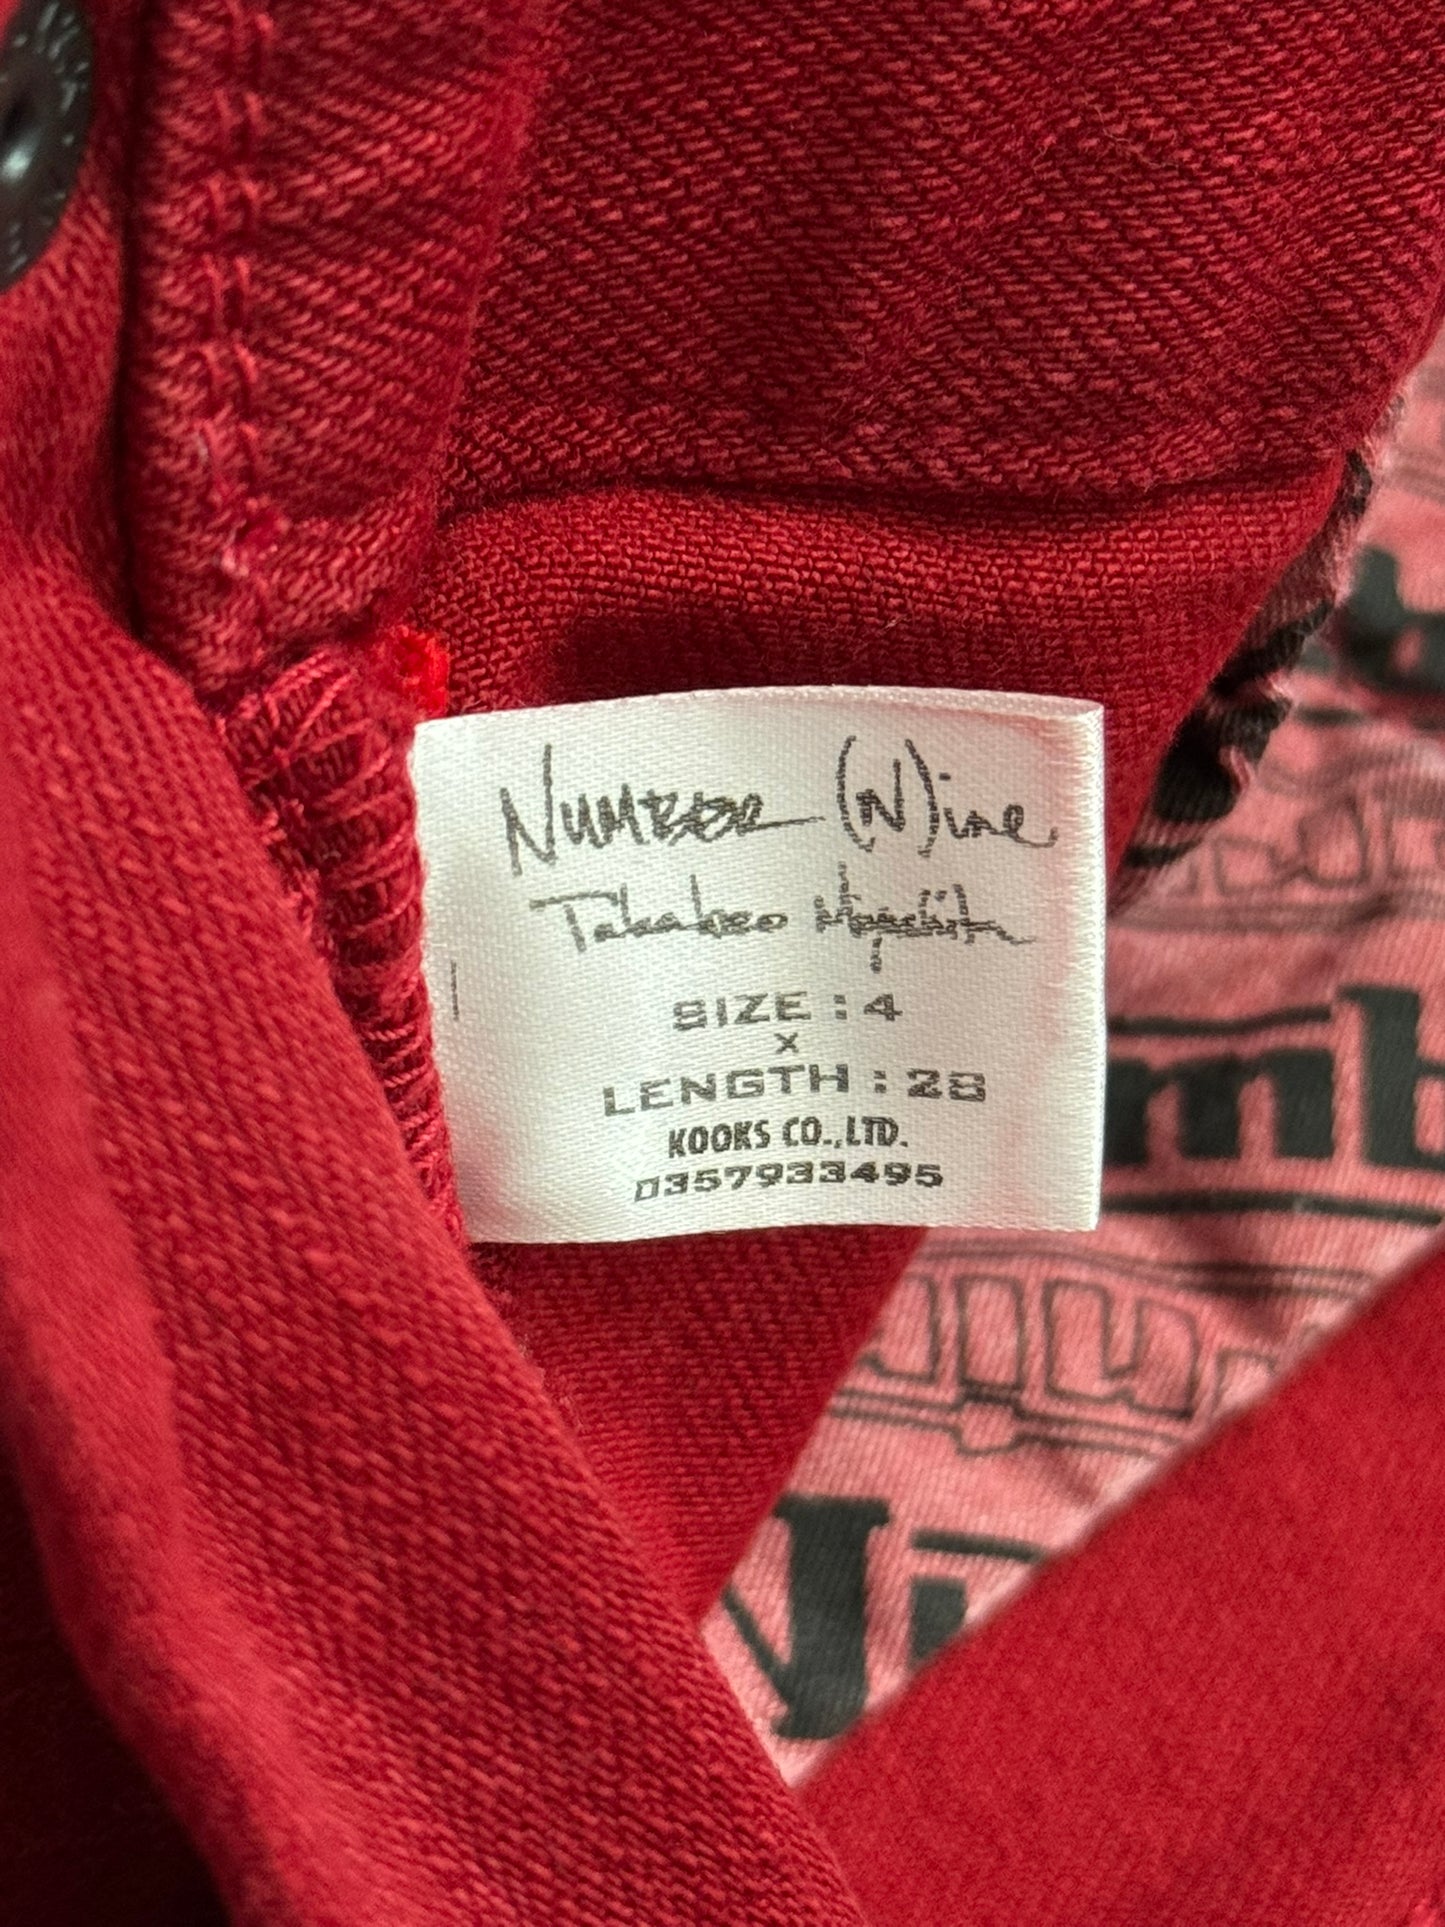 NUMBER (N)ine
Takahiro Miyashita
SIZE : 4
x
LENGTH : 28
KOOKS CO.,LTD.
0357933495